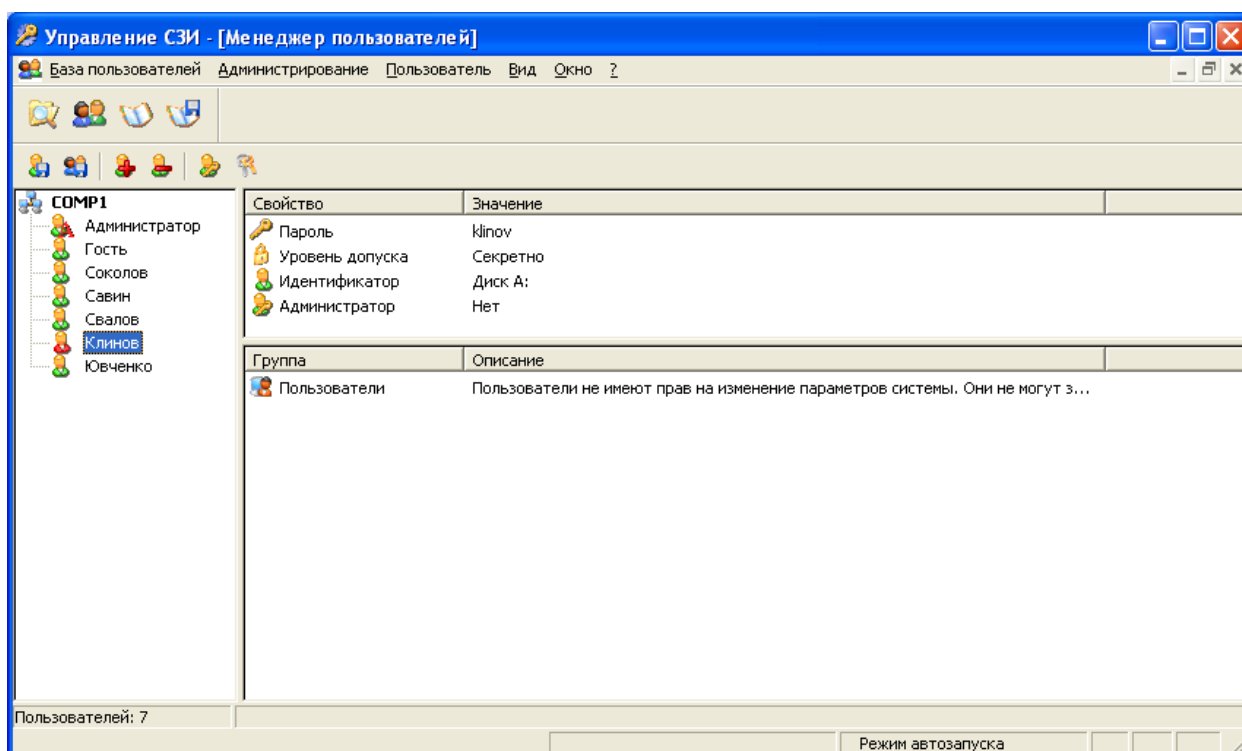 Управление СЗИ - [Менеджер пользователей]
База пользователей Администрирование Пользователь Вид Окно ?
COMP1
Администратор
Гость
Соколов
Савин
Свалов
Клинов
Ювченко
Свойство Значение
Пароль klinov
Уровень допуска Секретно
Идентификатор Диск A:
Администратор Нет
Группа Описание
Пользователи Пользователи не имеют прав на изменение параметров системы. Они не могут з...
Пользователей: 7
Режим автозапуска